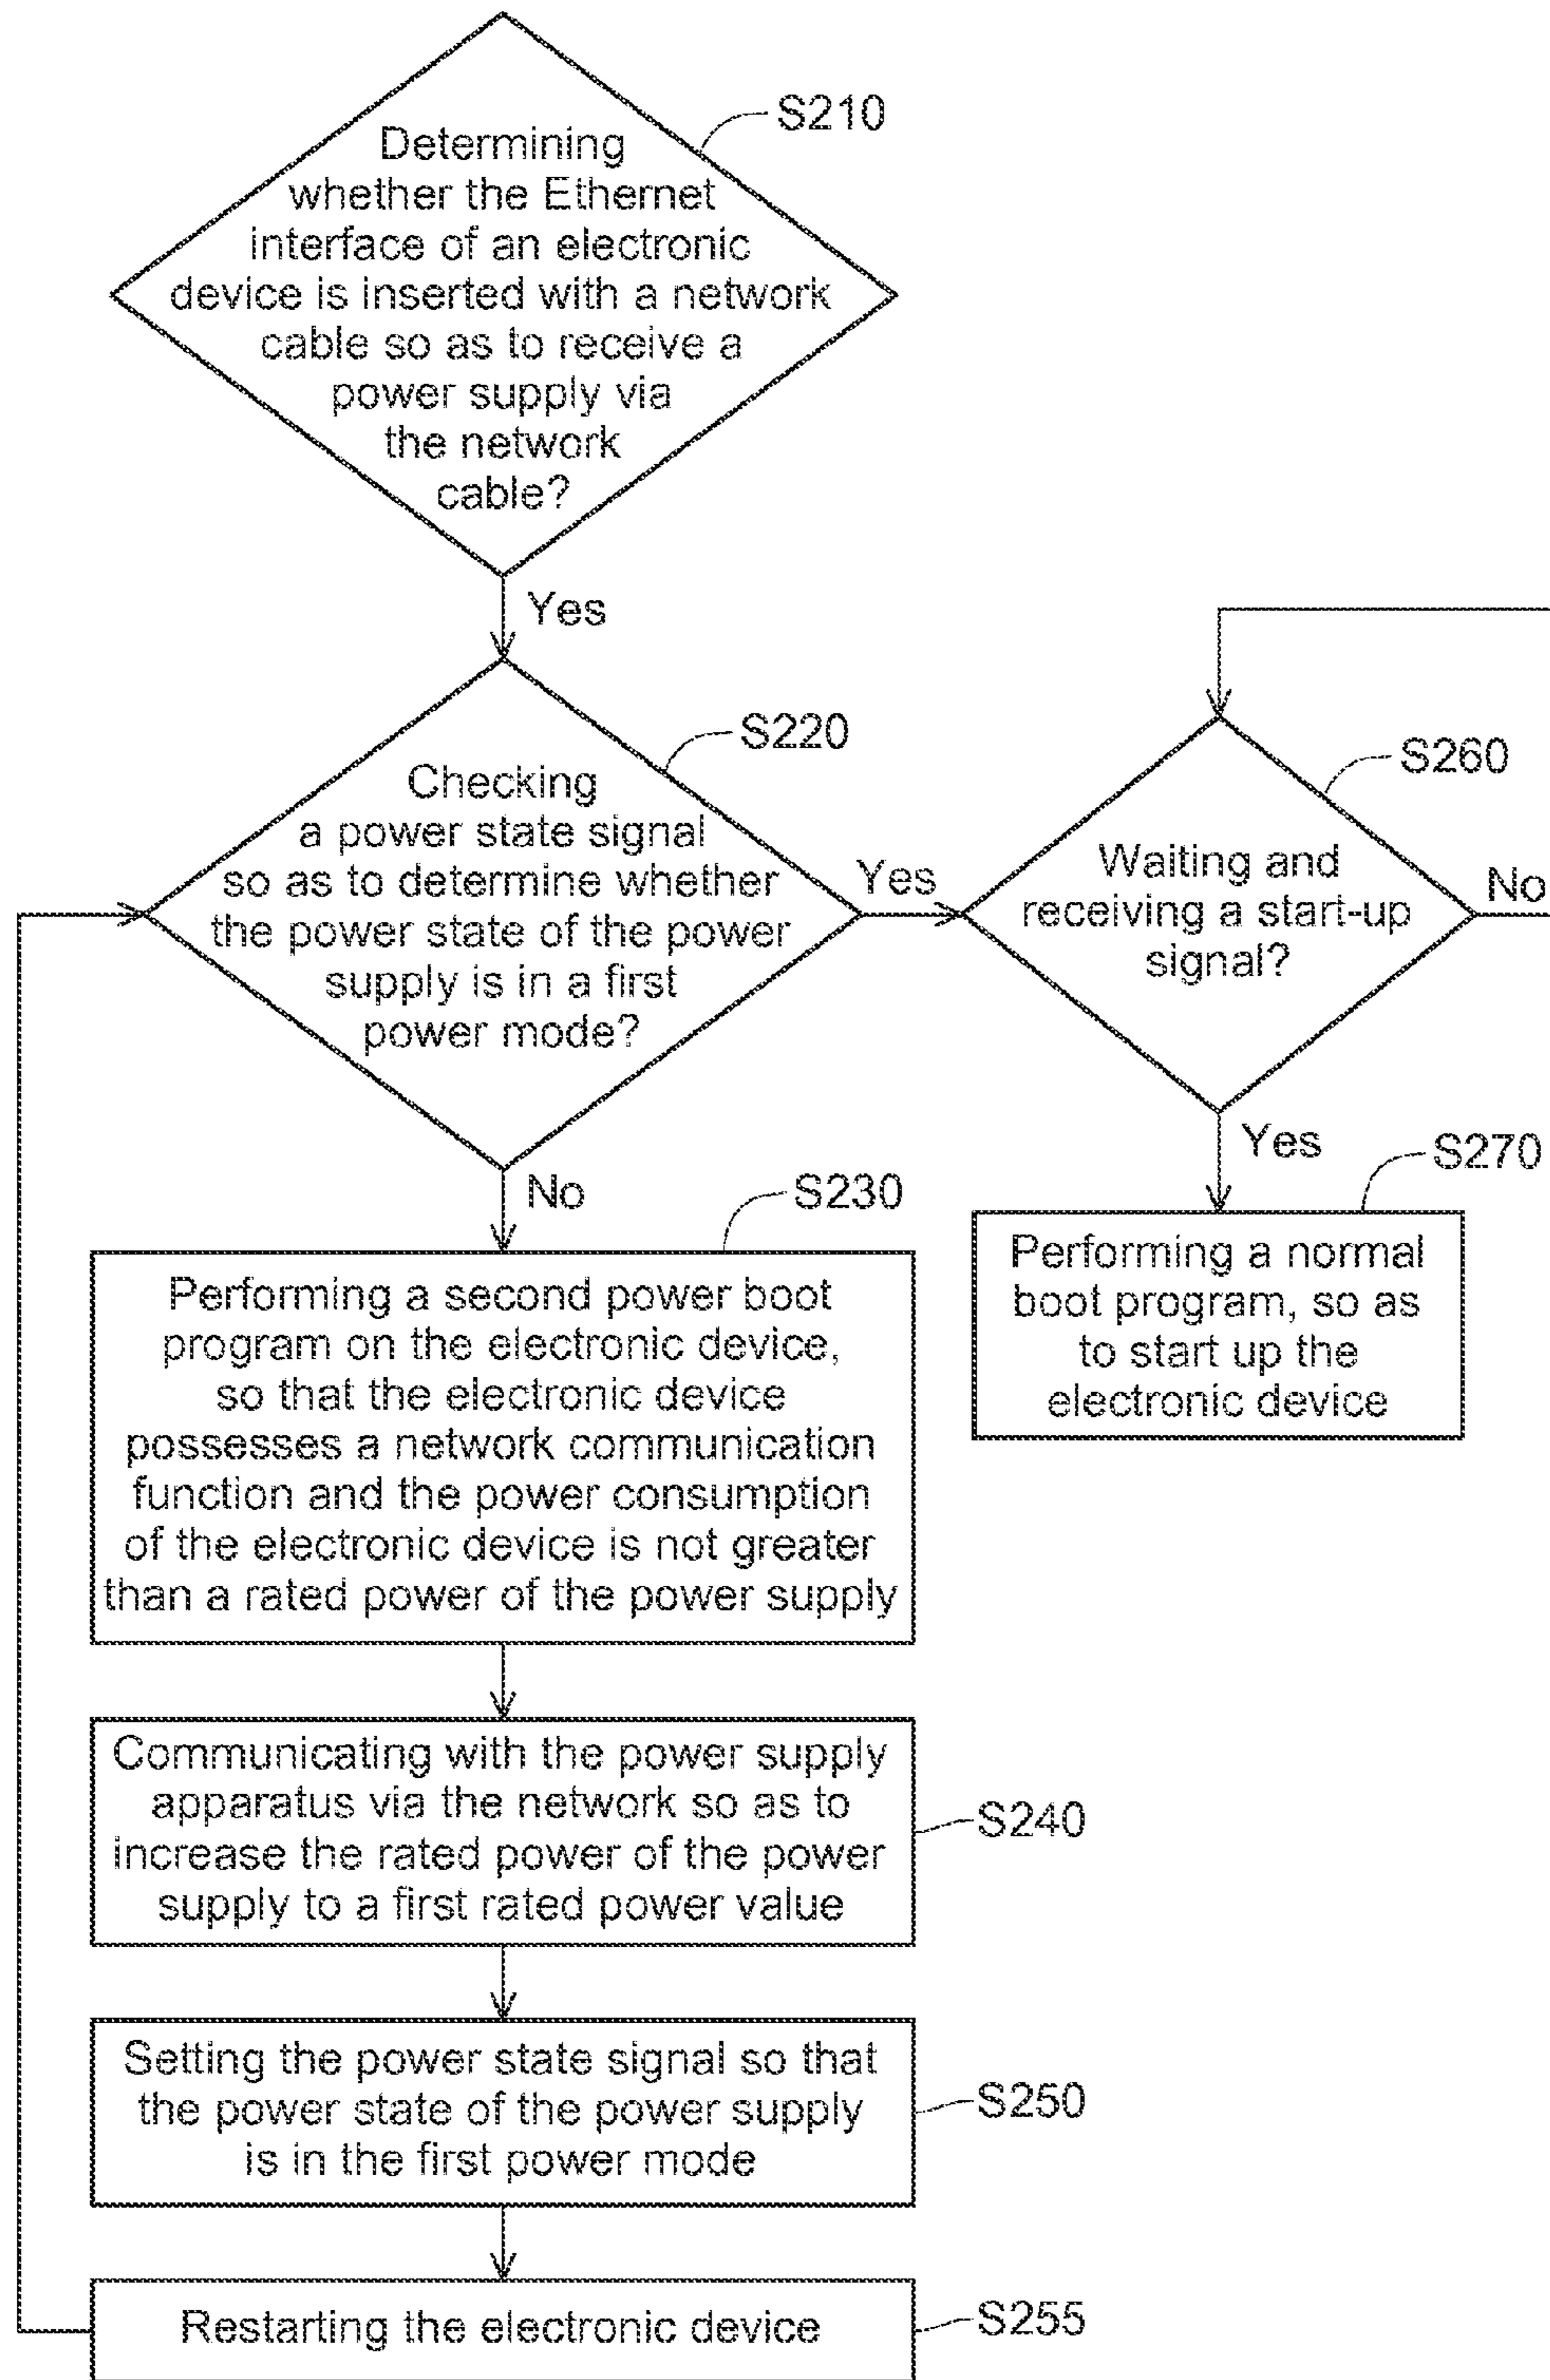 S210
Determining
whether the Ethernet
interface of an electronic
device is inserted with a network
cable so as to receive a
power supply via
the network
cable?
Yes
S220
Checking
a power state signal
so as to determine whether
the power state of the power
supply is in a first
power mode?
Yes
S260
Waiting and
receiving a start-up
signal?
No
Yes
S270
Performing a normal
boot program, so as
to start up the
electronic device
No
S230
Performing a second power boot
program on the electronic device,
so that the electronic device
possesses a network communication
function and the power consumption
of the electronic device is not greater
than a rated power of the power supply
Communicating with the power supply
apparatus via the network so as to
increase the rated power of the power
supply to a first rated power value
S240
Setting the power state signal so that
the power state of the power supply
is in the first power mode
S250
Restarting the electronic device
S255